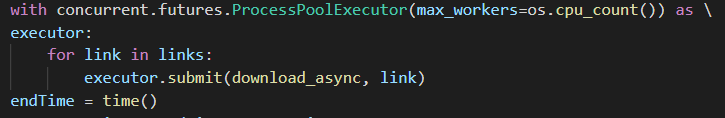 with concurrent.futures.ProcessPoolExecutor(max_workers=os.cpu_count()) as \
executor:
    for link in links:
        executor.submit(download_async, link)
endTime = time()